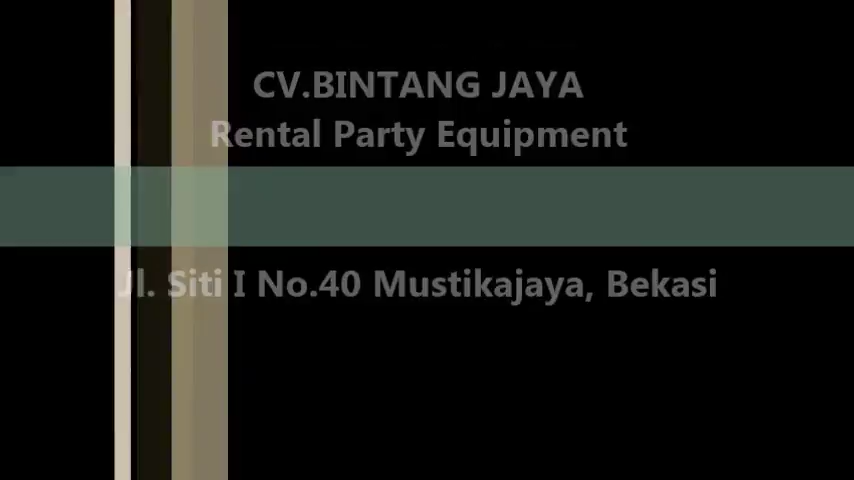 CV.BINTANG JAYA
Rental Party Equipment
Jl. Siti I No.40 Mustikajaya, Bekasi